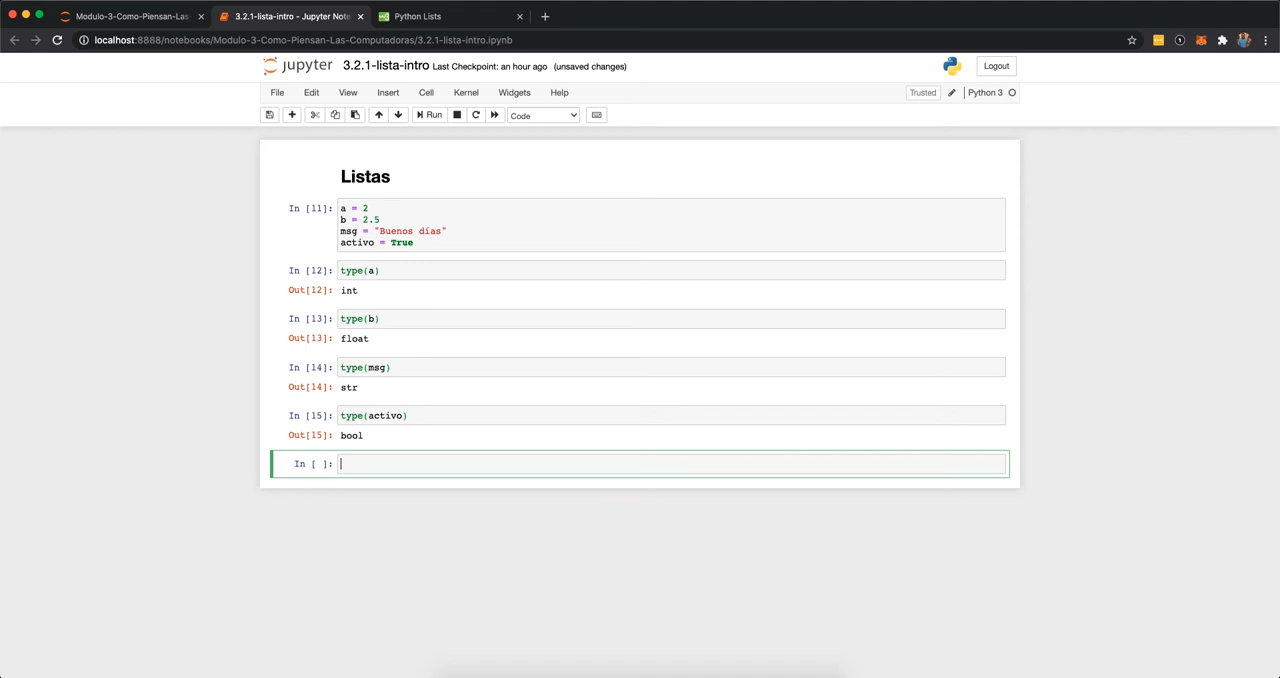 Modulo-3-Como-Piensan-Las-
3.2.1-lista-intro - Jupyter Note
Python Lists
localhost:8888/notebooks/Modulo-3-Como-Piensan-Las-Computadoras/3.2.1-lista-intro.ipynb
jupyter 3.2.1-lista-intro Last Checkpoint: an hour ago (unsaved changes)
Logout
File Edit View Insert Cell Kernel Widgets Help
Trusted Python 3
Run Code
Listas
In [11]: a = 2
b = 2.5
msg = "Buenos días"
activo = True
In [12]: type(a)
Out[12]: int
In [13]: type(b)
Out[13]: float
In [14]: type(msg)
Out[14]: str
In [15]: type(activo)
Out[15]: bool
In [ ]: